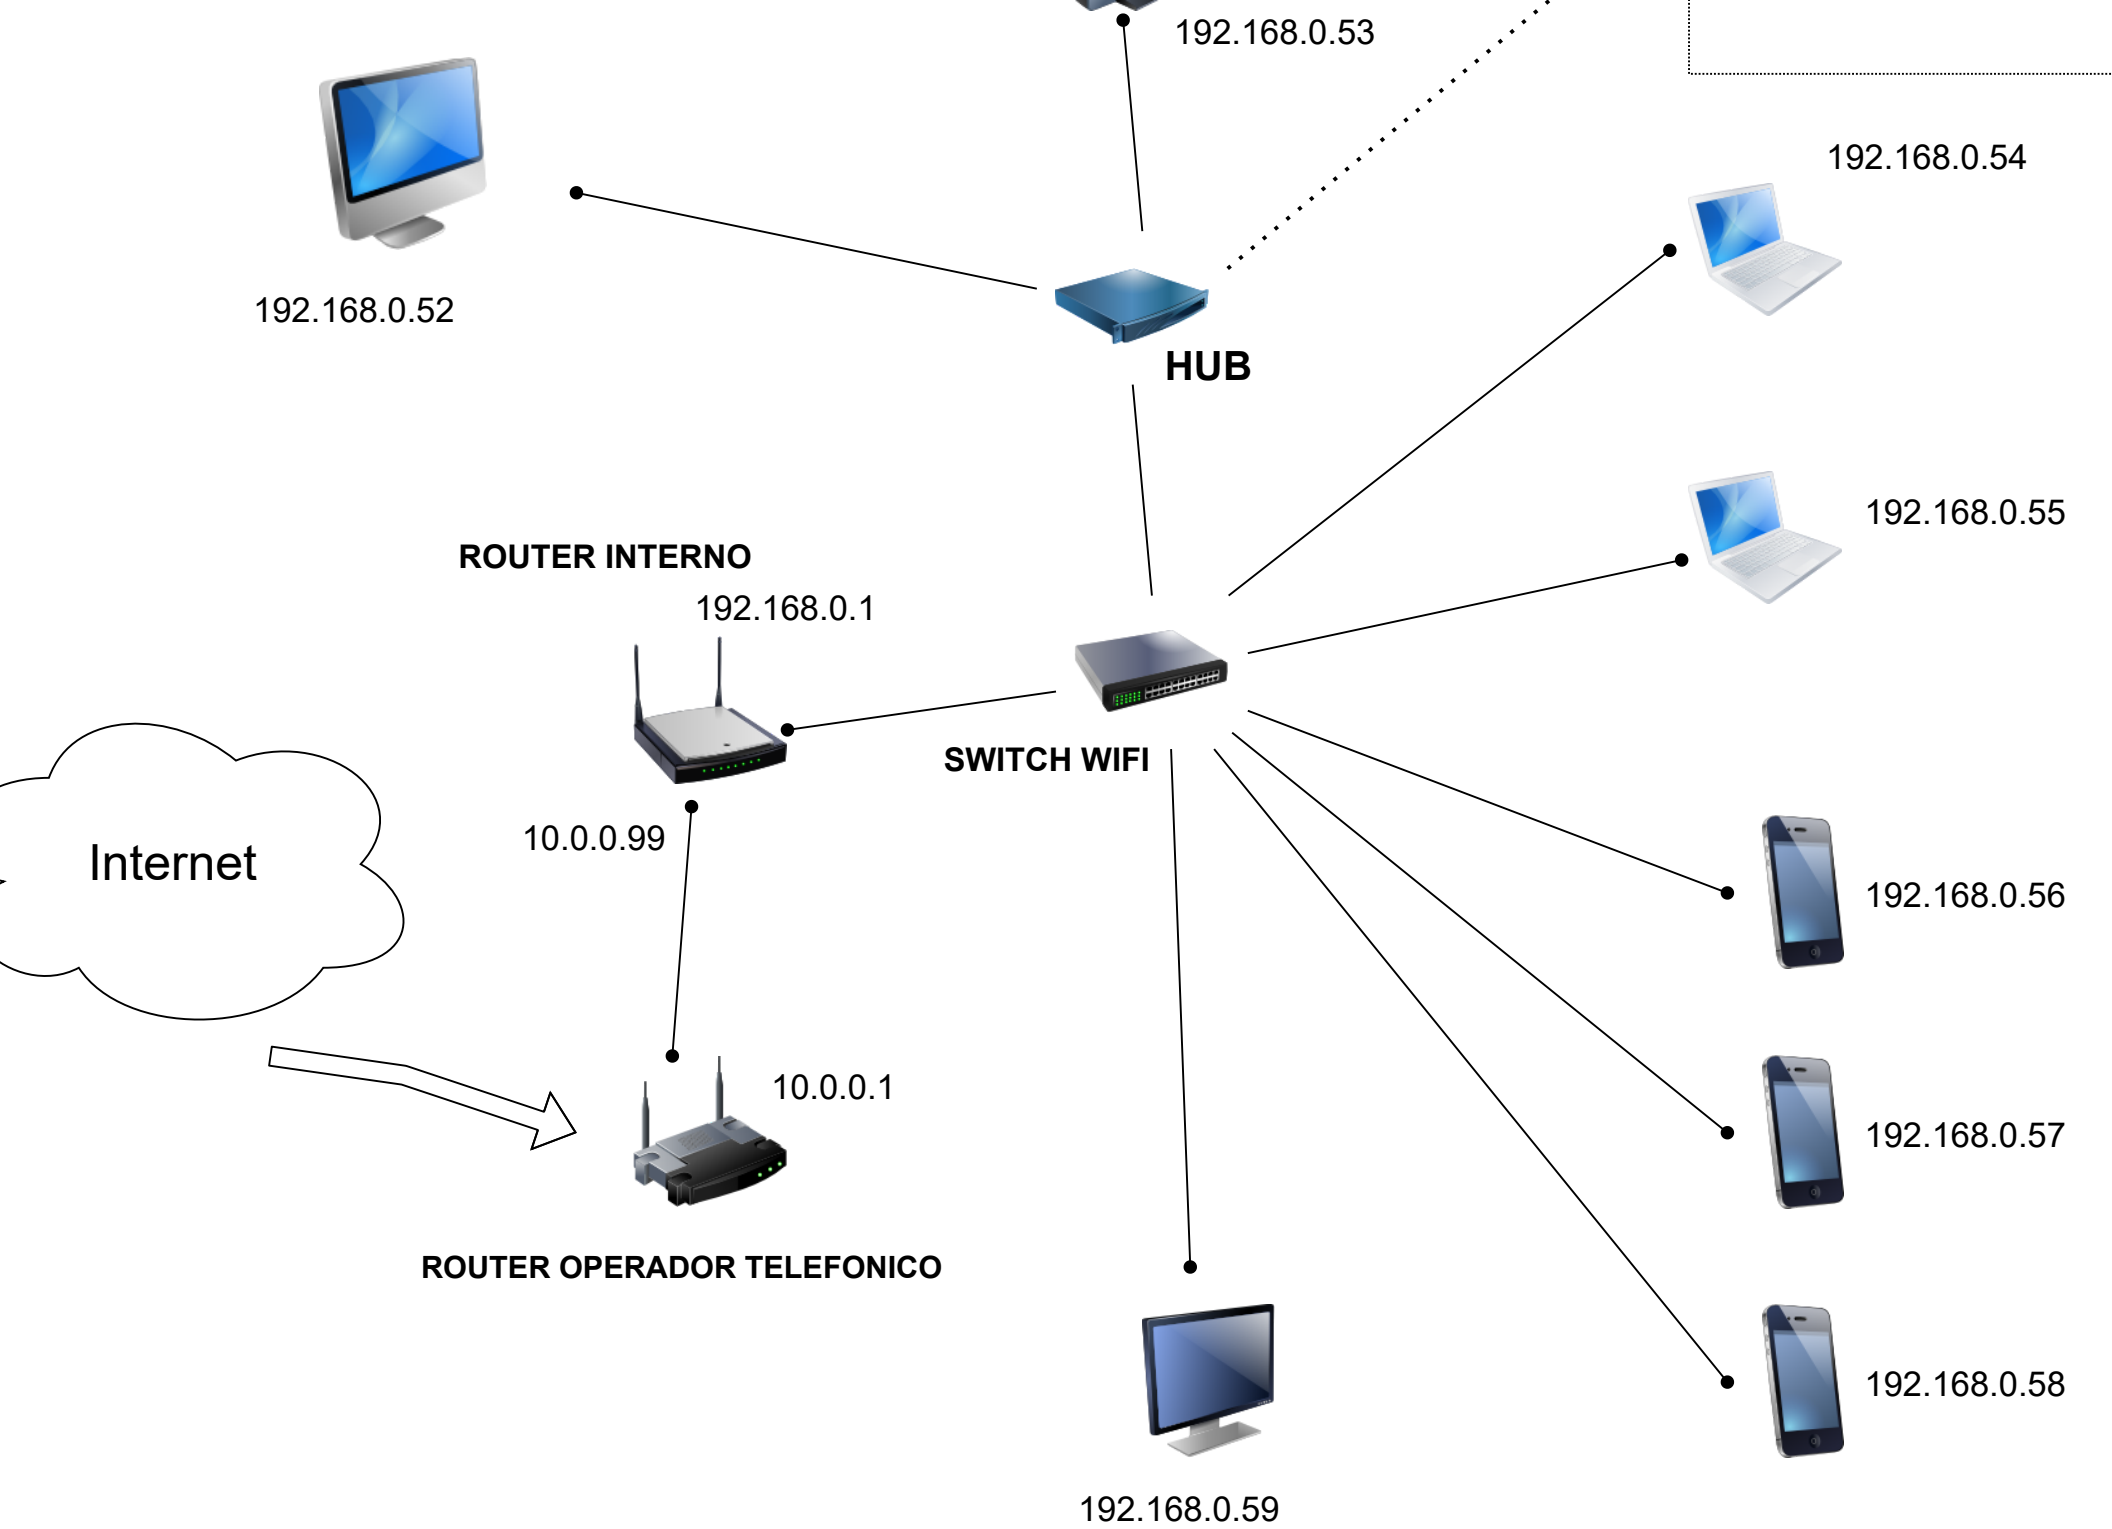 192.168.0.53
192.168.0.54
192.168.0.52
HUB
192.168.0.55
ROUTER INTERNO
192.168.0.1
SWITCH WIFI
10.0.0.99
Internet
192.168.0.56
10.0.0.1
192.168.0.57
ROUTER OPERADOR TELEFONICO
192.168.0.58
192.168.0.59